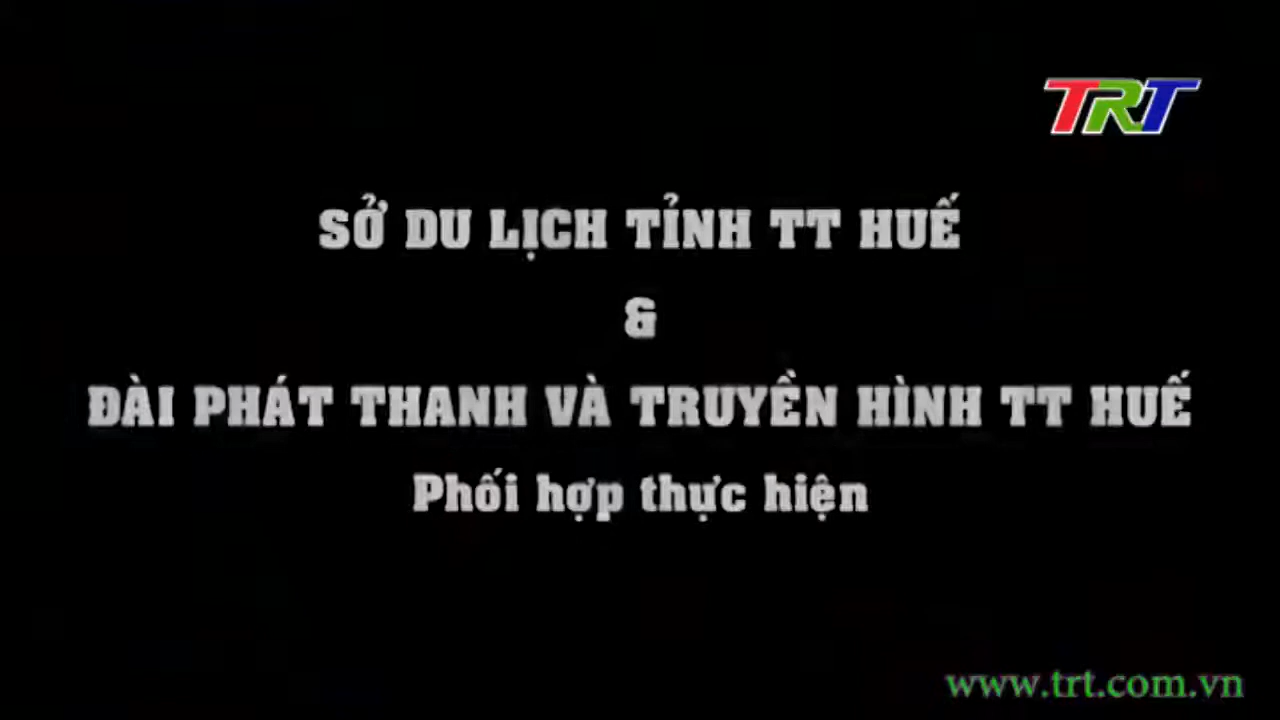 TRT
SỞ DU LỊCH TỈNH TT HUẾ
&
ĐÀI PHÁT THANH VÀ TRUYỀN HÌNH TT HUẾ
Phối hợp thực hiện
www.trt.com.vn